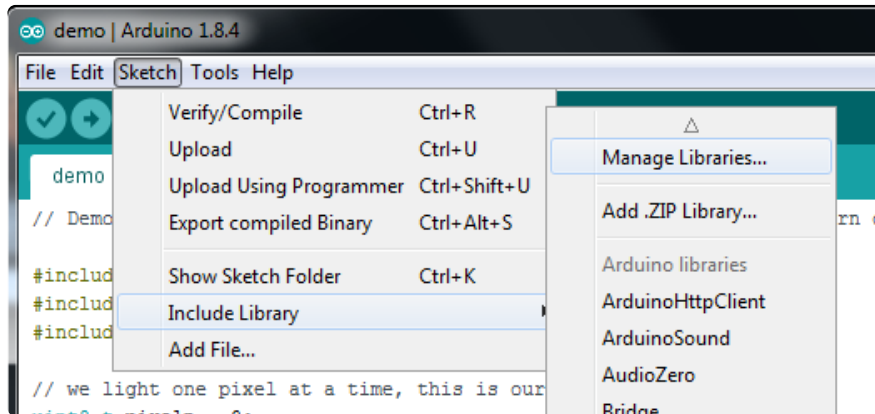 demo | Arduino 1.8.4
File Edit Sketch Tools Help
Verify/Compile Ctrl+R
Upload Ctrl+U
Upload Using Programmer Ctrl+Shift+U
Export compiled Binary Ctrl+Alt+S
Show Sketch Folder Ctrl+K
Include Library
Add File...
Manage Libraries...
Add .ZIP Library...
Arduino libraries
ArduinoHttpClient
ArduinoSound
AudioZero
Bridge
demo
// Demo
#includ
#includ
#includ
// we light one pixel at a time, this is our